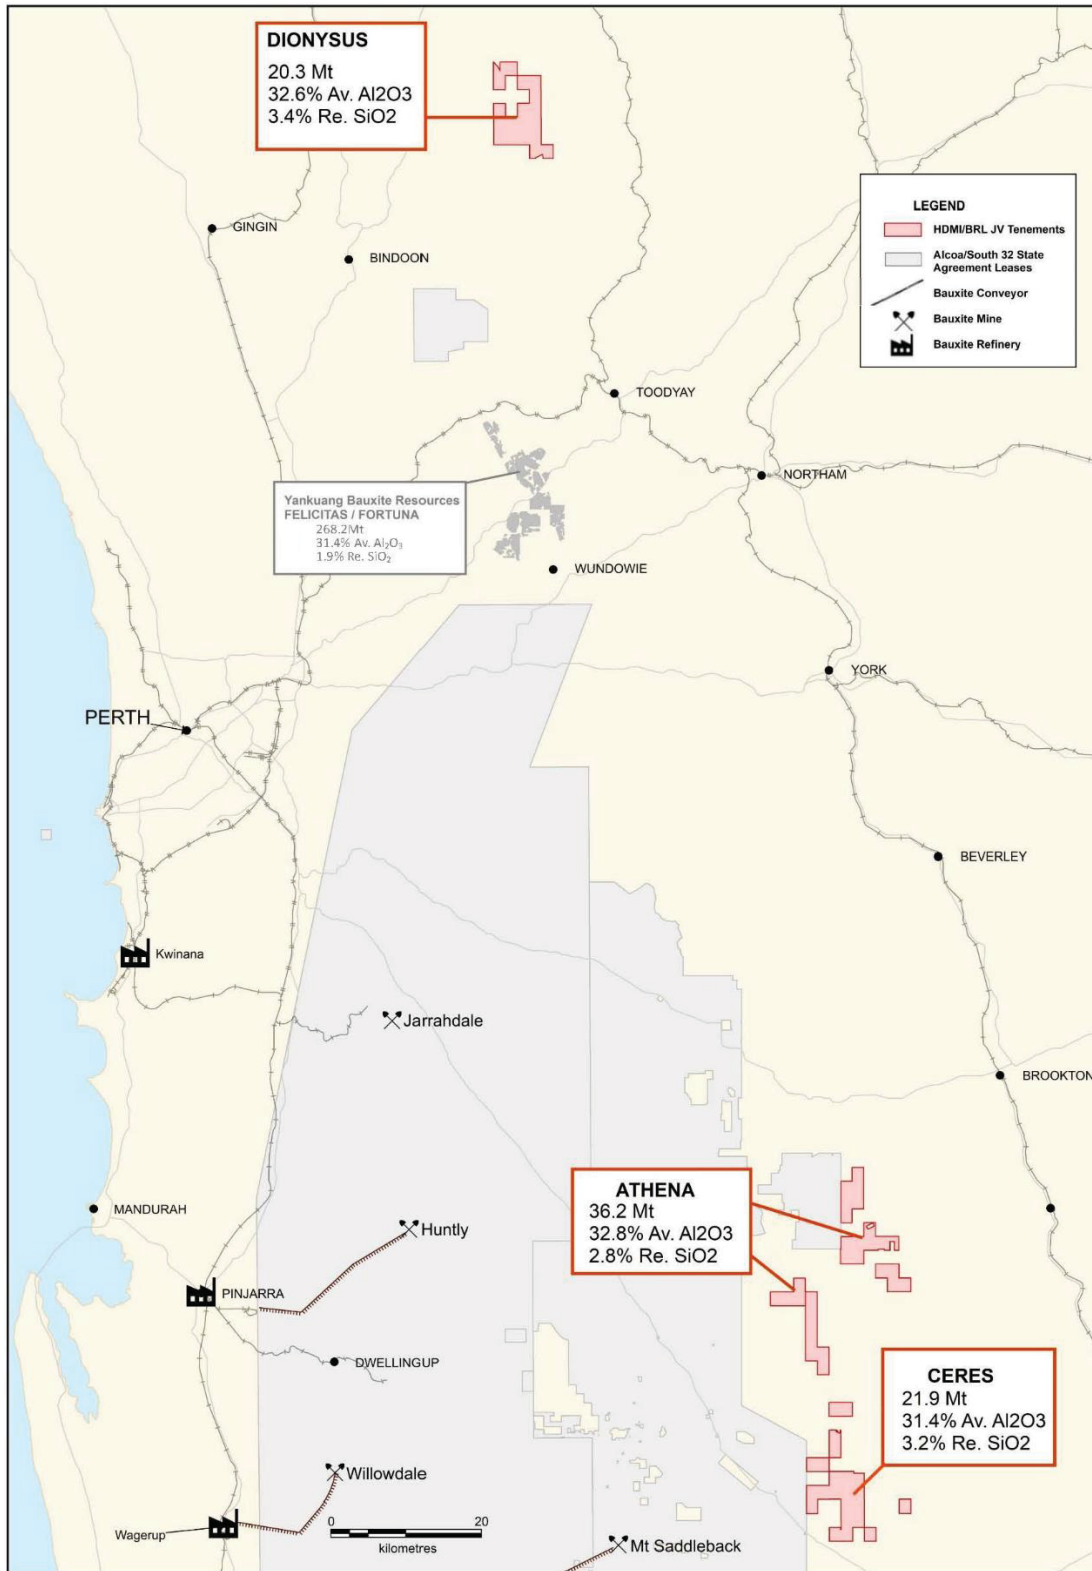 DIONYSUS
20.3 Mt
32.6% Av. Al2O3
3.4% Re. SiO2
GINGIN
BINDOON
LEGEND
HDMI/BRL JV Tenements
Alcoa/South 32 State
Agreement Leases
Bauxite Conveyor
Bauxite Mine
Bauxite Refinery
TOODYAY
NORTHAM
Yankuang Bauxite Resources
FELICITAS / FORTUNA
268.2Mt
31.4% Av. Al₂O₃
1.9% Re. SiO₂
WUNDOWIE
YORK
PERTH
BEVERLEY
Kwinana
Jarrahdale
BROOKTON
ATHENA
36.2 Mt
32.8% Av. Al2O3
2.8% Re. SiO2
MANDURAH
Huntly
PINJARRA
DWELLINGUP
CERES
21.9 Mt
31.4% Av. Al2O3
3.2% Re. SiO2
Willowdale
Wagerup
0 20
kilometres
Mt Saddleback